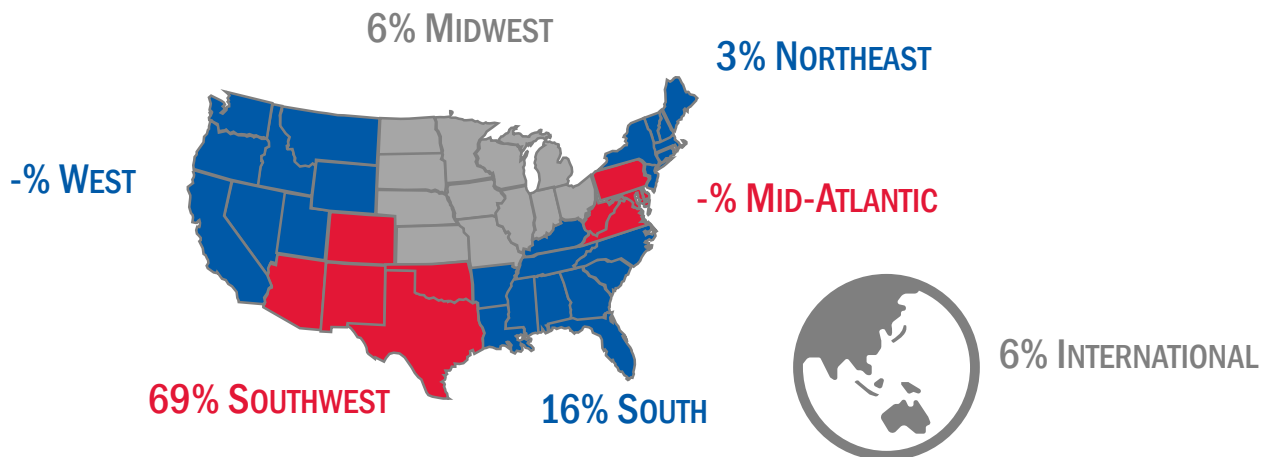 6% MIDWEST
3% NORTHEAST
-% WEST
-% MID-ATLANTIC
6% INTERNATIONAL
69% SOUTHWEST
16% SOUTH